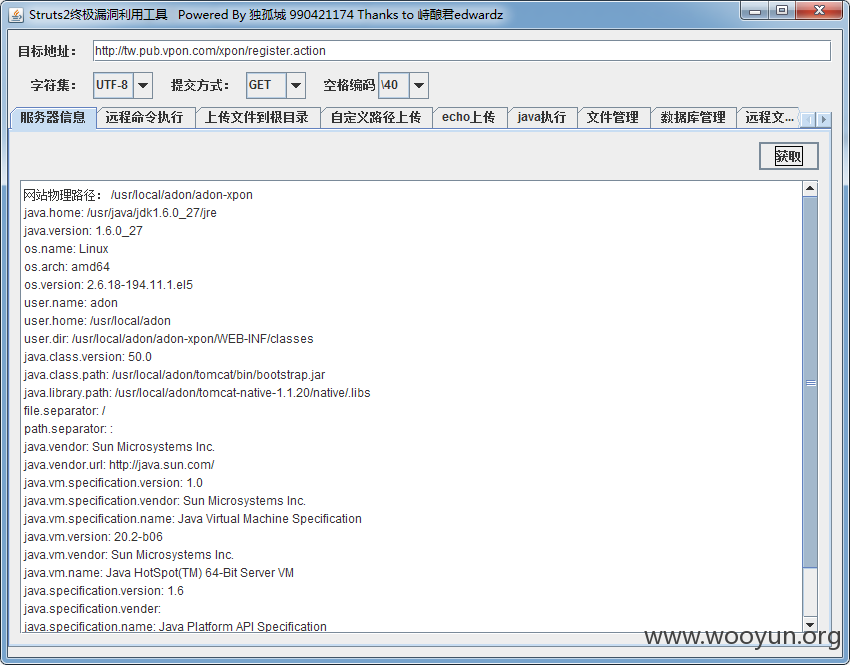 Struts2终极漏洞利用工具 Powered By 独孤城 990421174 Thanks to 峙酿君edwardz
目标地址： http://tw.pub.vpon.com/xpon/register.action
字符集： UTF-8 提交方式： GET 空格编码 \40
服务器信息 远程命令执行 上传文件到根目录 自定义路径上传 echo上传 java执行 文件管理 数据库管理 远程文...
获取
网站物理路径： /usr/local/adon/adon-xpon
java.home: /usr/java/jdk1.6.0_27/jre
java.version: 1.6.0_27
os.name: Linux
os.arch: amd64
os.version: 2.6.18-194.11.1.el5
user.name: adon
user.home: /usr/local/adon
user.dir: /usr/local/adon/adon-xpon/WEB-INF/classes
java.class.version: 50.0
java.class.path: /usr/local/adon/tomcat/bin/bootstrap.jar
java.library.path: /usr/local/adon/tomcat-native-1.1.20/native/.libs
file.separator: /
path.separator: :
java.vendor: Sun Microsystems Inc.
java.vendor.url: http://java.sun.com/
java.vm.specification.version: 1.0
java.vm.specification.vendor: Sun Microsystems Inc.
java.vm.specification.name: Java Virtual Machine Specification
java.vm.version: 20.2-b06
java.vm.vendor: Sun Microsystems Inc.
java.vm.name: Java HotSpot(TM) 64-Bit Server VM
java.specification.version: 1.6
java.specification.vender:
java.specification.name: Java Platform API Specification
www.wooyun.org